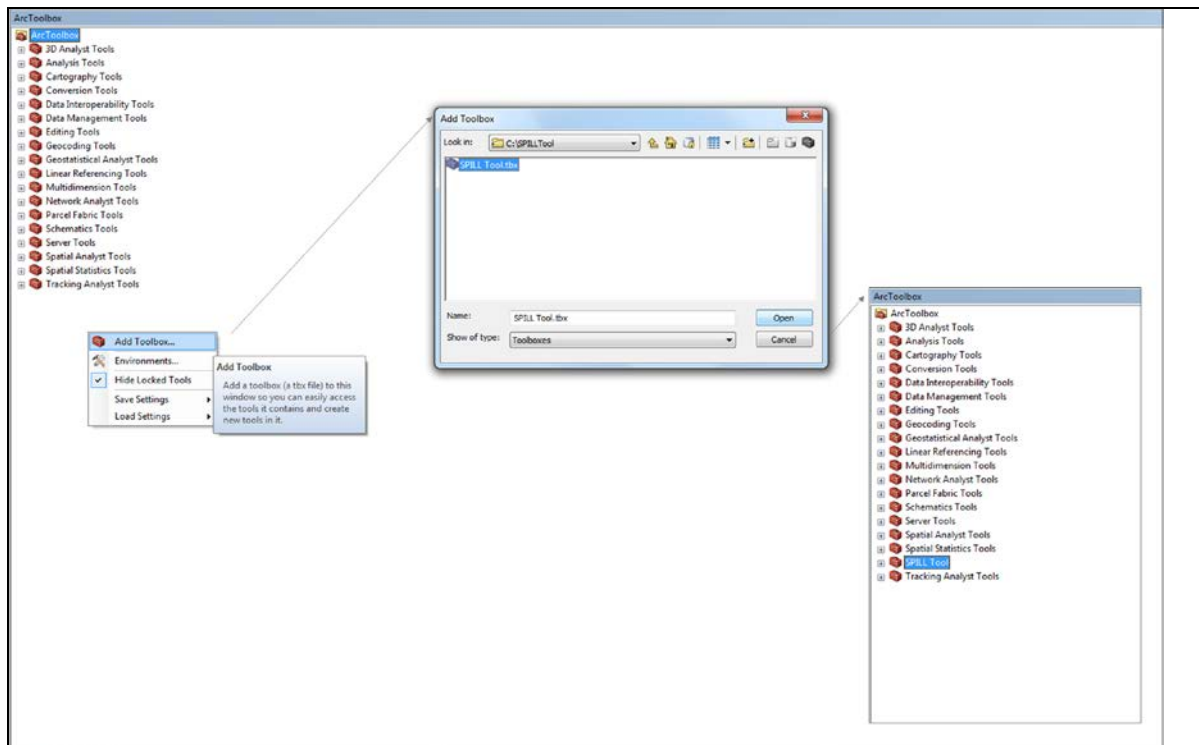 ArcToolbox
ArcToolbox
3D Analyst Tools
Analysis Tools
Cartography Tools
Conversion Tools
Data Interoperability Tools
Data Management Tools
Editing Tools
Geocoding Tools
Geostatistical Analyst Tools
Linear Referencing Tools
Multidimension Tools
Network Analyst Tools
Parcel Fabric Tools
Schematics Tools
Server Tools
Spatial Analyst Tools
Spatial Statistics Tools
Tracking Analyst Tools
Add Toolbox...
Environments...
Hide Locked Tools
Save Settings
Load Settings
Add Toolbox
Add a toolbox (a tbx file) to this
window so you can easily access
the tools it contains and create
new tools in it.
Add Toolbox
Look in: C:\SPILLTool
SPILL Tool.tbx
Name: SPILL Tool.tbx Open
Show of type: Toolboxes Cancel
ArcToolbox
ArcToolbox
3D Analyst Tools
Analysis Tools
Cartography Tools
Conversion Tools
Data Interoperability Tools
Data Management Tools
Editing Tools
Geocoding Tools
Geostatistical Analyst Tools
Linear Referencing Tools
Multidimension Tools
Network Analyst Tools
Parcel Fabric Tools
Schematics Tools
Server Tools
Spatial Analyst Tools
Spatial Statistics Tools
SPILL Tool
Tracking Analyst Tools